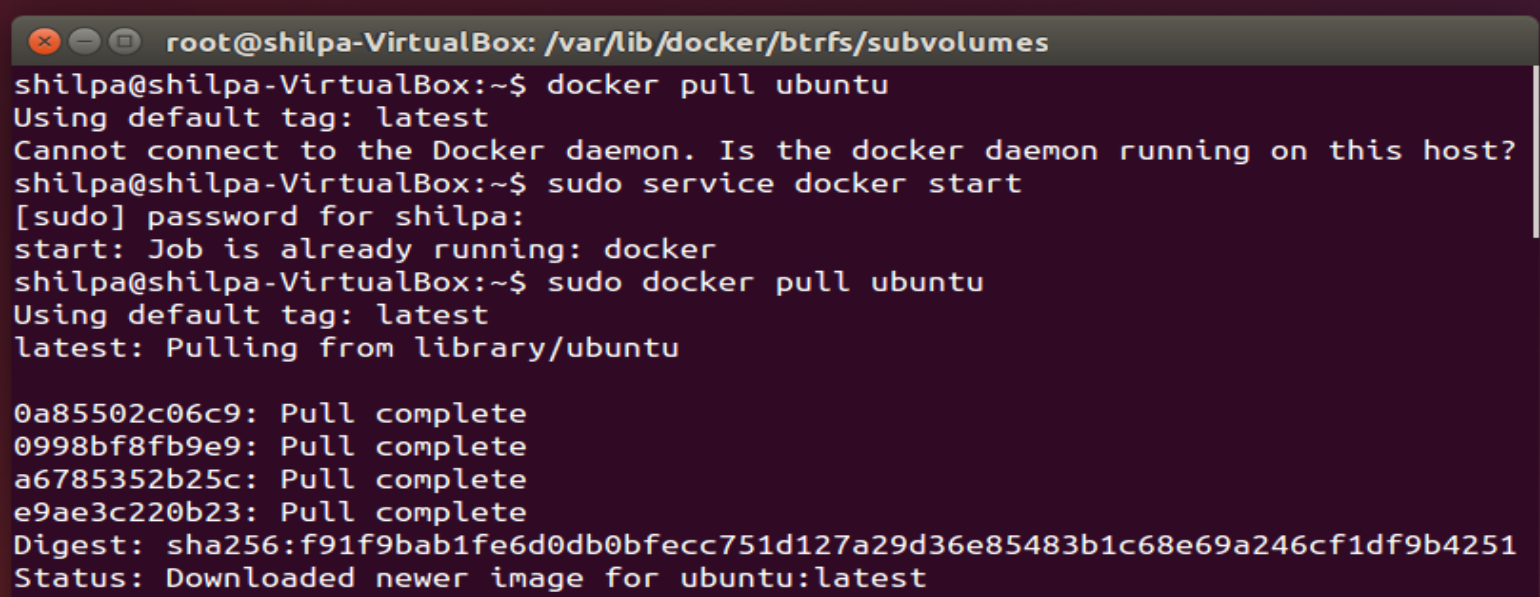 root@shilpa-VirtualBox: /var/lib/docker/btrfs/subvolumes
shilpa@shilpa-VirtualBox:~$ docker pull ubuntu
Using default tag: latest
Cannot connect to the Docker daemon. Is the docker daemon running on this host?
shilpa@shilpa-VirtualBox:~$ sudo service docker start
[sudo] password for shilpa:
start: Job is already running: docker
shilpa@shilpa-VirtualBox:~$ sudo docker pull ubuntu
Using default tag: latest
latest: Pulling from library/ubuntu
0a85502c06c9: Pull complete
0998bf8fb9e9: Pull complete
a6785352b25c: Pull complete
e9ae3c220b23: Pull complete
Digest: sha256:f91f9bab1fe6d0db0bfecc751d127a29d36e85483b1c68e69a246cf1df9b4251
Status: Downloaded newer image for ubuntu:latest